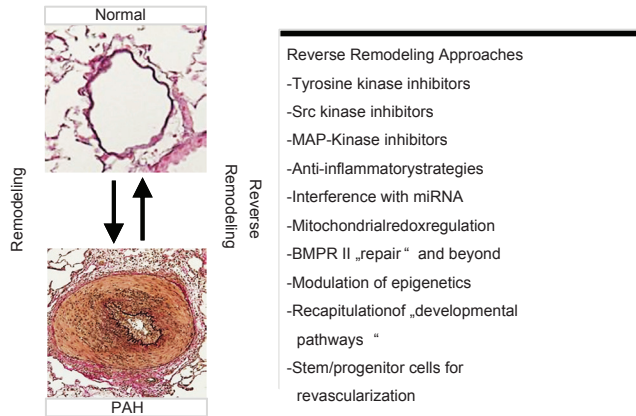 Normal
Remodeling
Reverse
Remodeling
PAH
Reverse Remodeling Approaches
-Tyrosine kinase inhibitors
-Src kinase inhibitors
-MAP-Kinase inhibitors
-Anti-inflammatorystrategies
-Interference with miRNA
-Mitochondrialredoxregulation
-BMPR II „repair“ and beyond
-Modulation of epigenetics
-Recapitulationof „developmental
pathways “
-Stem/progenitor cells for
revascularization